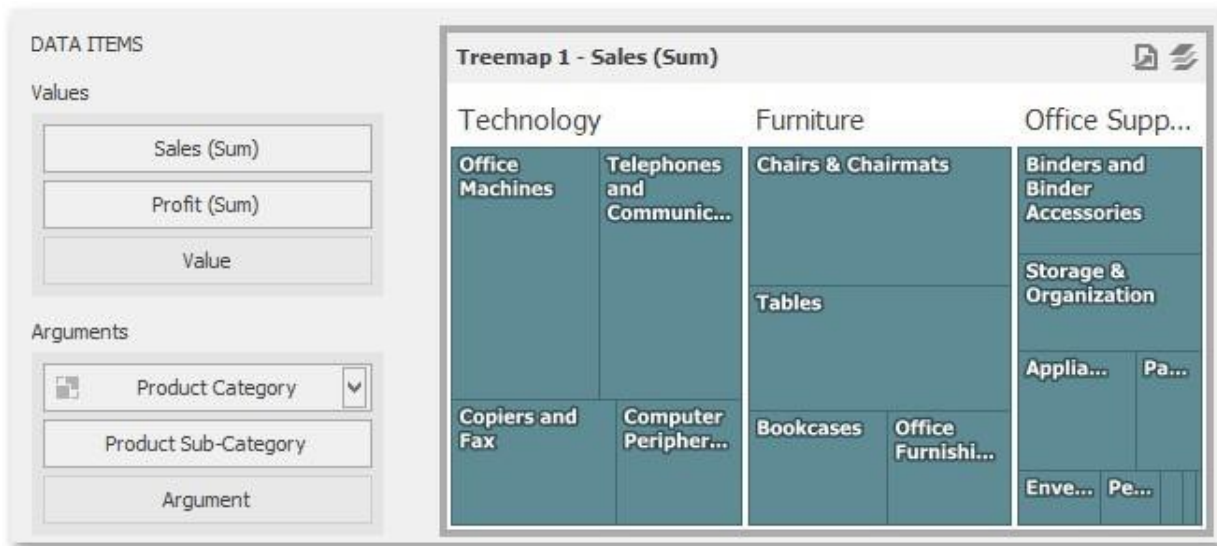 DATA ITEMS
Values
Sales (Sum)
Profit (Sum)
Value
Arguments
Product Category
Product Sub-Category
Argument
Treemap 1 - Sales (Sum)
Technology
Office
Machines
Telephones
and
Communic...
Copiers and
Fax
Computer
Peripher...
Furniture
Chairs & Chairmats
Tables
Bookcases
Office
Furnishi...
Office Supp...
Binders and
Binder
Accessories
Storage &
Organization
Applia...
Pa...
Enve...
Pe...